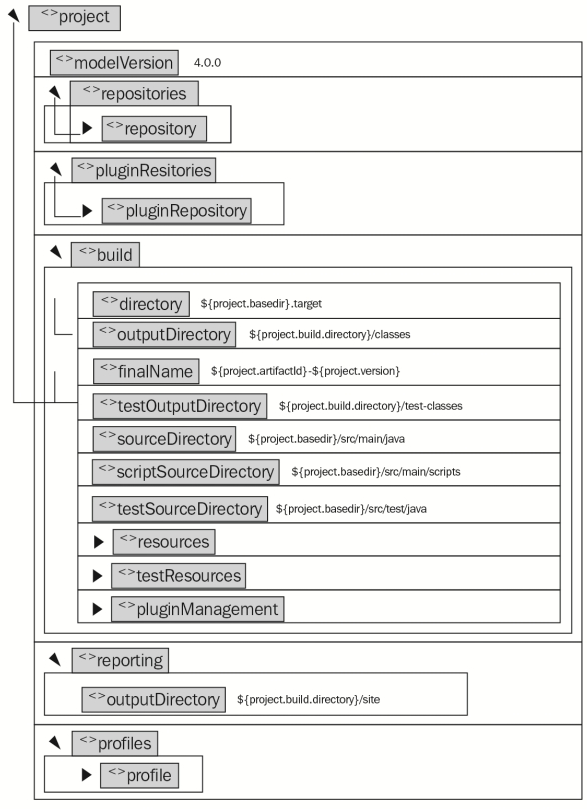 <>project
<>modelVersion 4.0.0
<>repositories
<>repository
<>pluginResitories
<>pluginRepository
<>build
<>directory ${project.basedir}.target
<>outputDirectory ${project.build.directory}/classes
<>finalName ${project.artifactId}-${project.version}
<>testOutputDirectory ${project.build.directory}/test-classes
<>sourceDirectory ${project.basedir}/src/main/java
<>scriptSourceDirectory ${project.basedir}/src/main/scripts
<>testSourceDirectory ${project.basedir}/src/test/java
<>resources
<>testResources
<>pluginManagement
<>reporting
<>outputDirectory ${project.build.directory}/site
<>profiles
<>profile